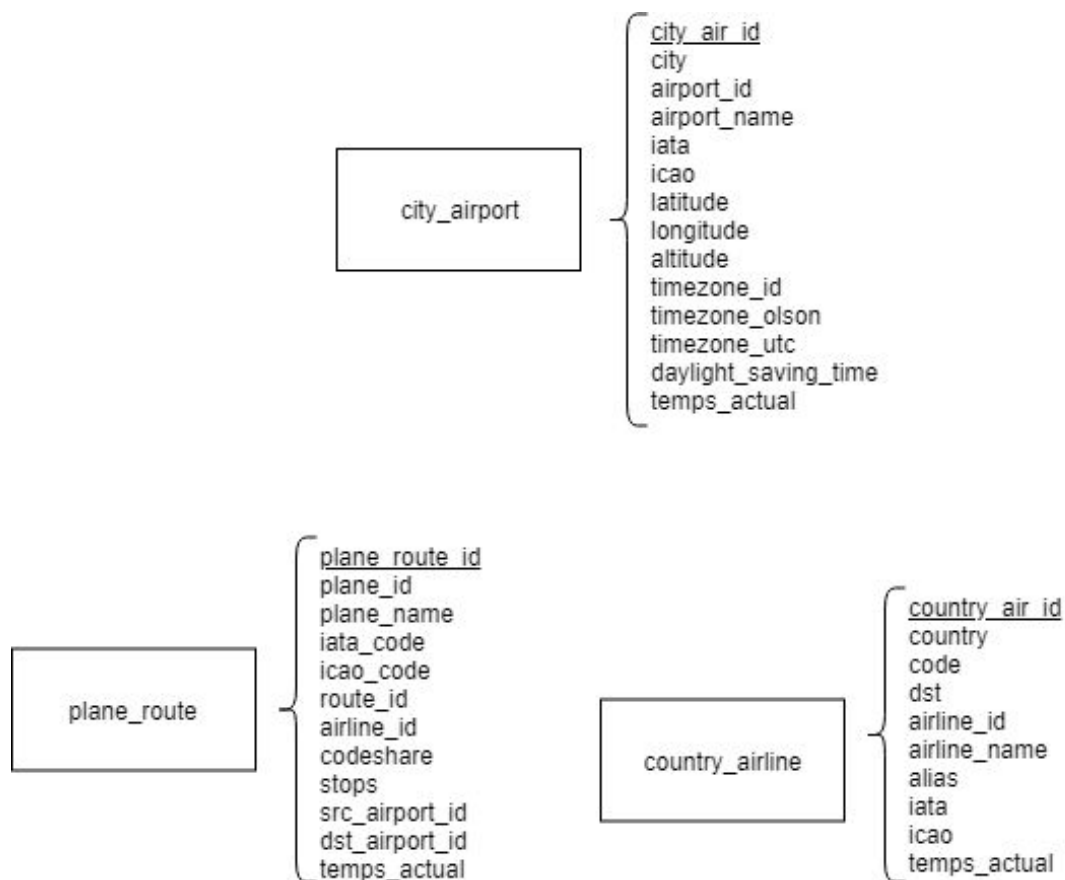 city_airport
city_air_id
city
airport_id
airport_name
iata
icao
latitude
longitude
altitude
timezone_id
timezone_olson
timezone_utc
daylight_saving_time
temps_actual
plane_route
plane_route_id
plane_id
plane_name
iata_code
icao_code
route_id
airline_id
codeshare
stops
src_airport_id
dst_airport_id
temps_actual
country_airline
country_air_id
country
code
dst
airline_id
airline_name
alias
iata
icao
temps_actual